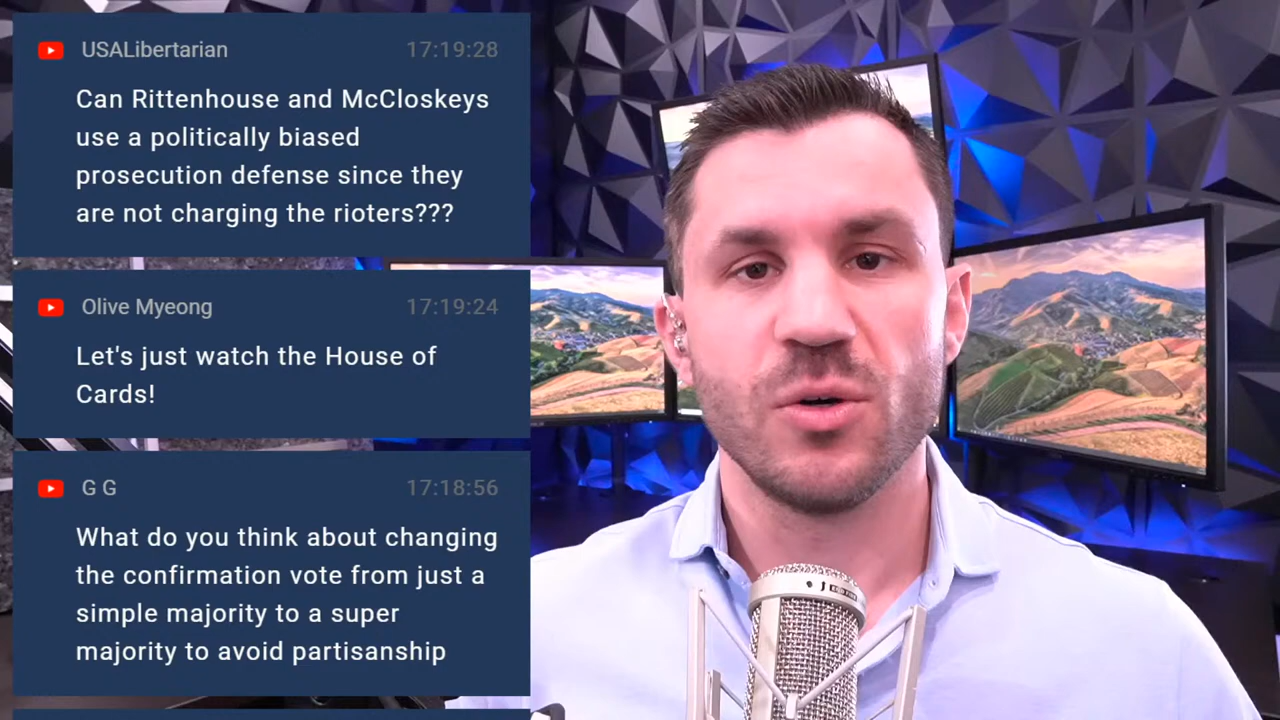 USALibertarian 17:19:28
Can Rittenhouse and McCloskeys
use a politically biased
prosecution defense since they
are not charging the rioters???
Olive Myeong 17:19:24
Let's just watch the House of
Cards!
G G 17:18:56
What do you think about changing
the confirmation vote from just a
simple majority to a super
majority to avoid partisanship